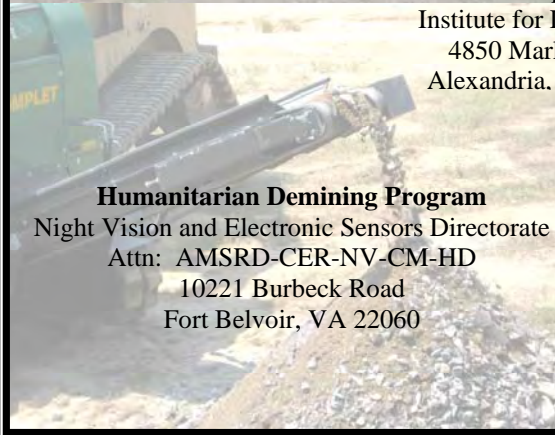 Institute for
4850
Alexandria,
Humanitarian Demining Program
Night Vision and Electronic Sensors Directorate
Attn: AMSRD-CER-NV-CM-HD
10221 Burbeck Road
Fort Belvoir, VA 22060